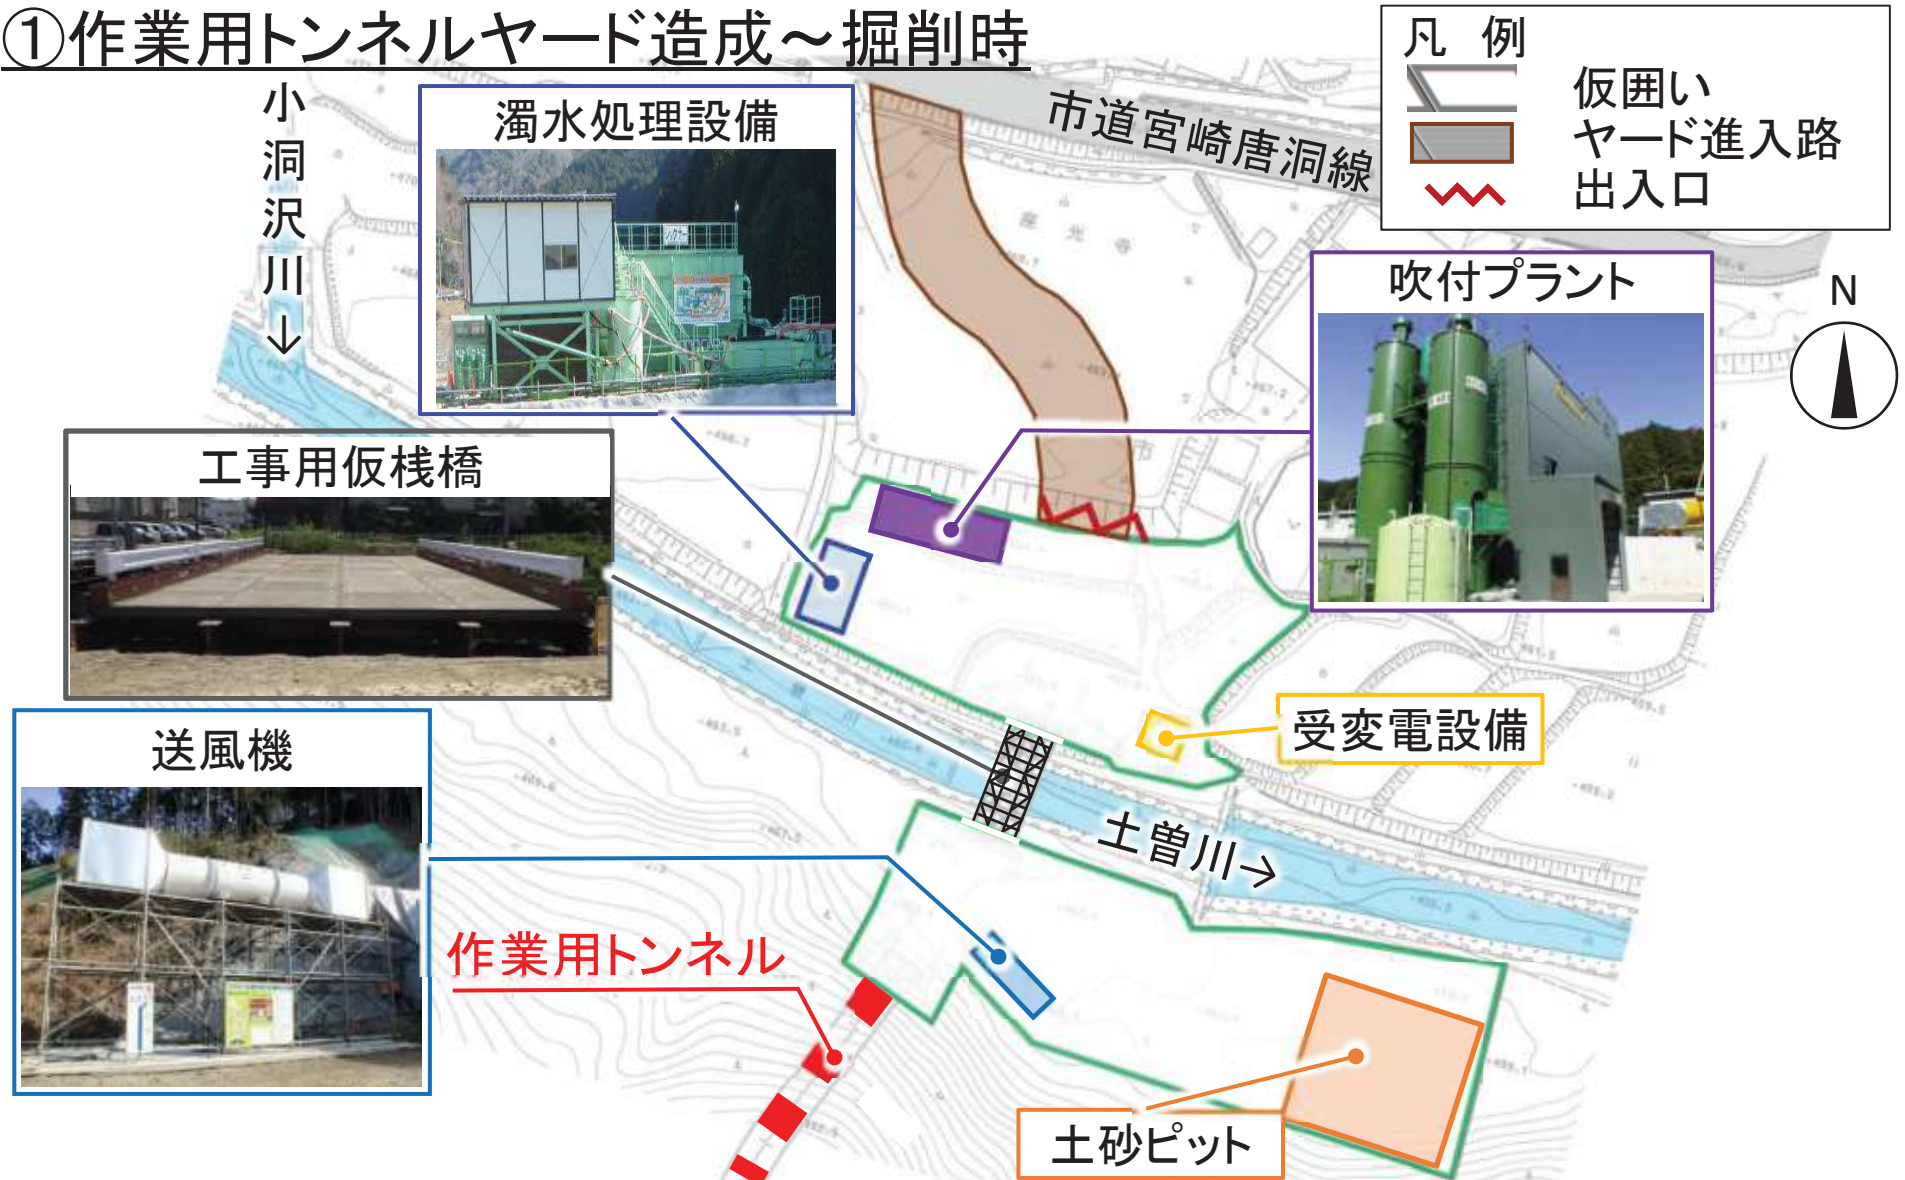 ①作業用トンネルヤード造成～掘削時
凡 例
仮囲い
ヤード進入路
出入口
小洞沢川↓
濁水処理設備
市道宮崎唐洞線
吹付プラント
N
工事用仮桟橋
受変電設備
送風機
土曽川→
作業用トンネル
土砂ピット
座光寺
市